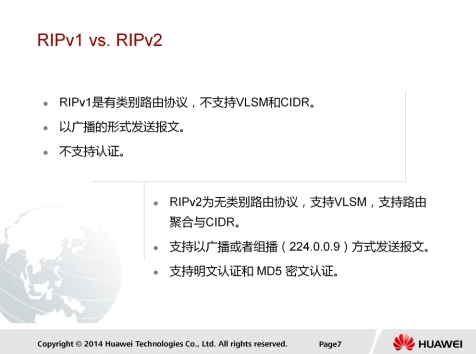 RIPv1 vs. RIPv2
RIPv1是有类别路由协议，不支持VLSM和CIDR。
以广播的形式发送报文。
不支持认证。
RIPv2为无类别路由协议，支持VLSM，支持路由
聚合与CIDR。
支持以广播或者组播（224.0.0.9）方式发送报文。
支持明文认证和 MD5 密文认证。
Copyright © 2014 Huawei Technologies Co., Ltd. All rights reserved.
Page7
HUAWEI